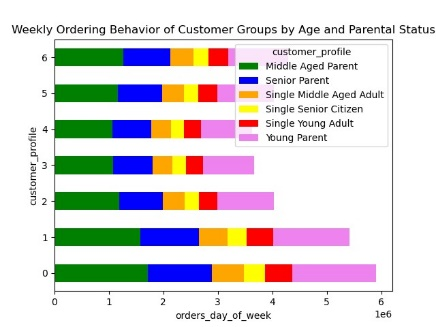 Weekly Ordering Behavior of Customer Groups by Age and Parental Status
customer_profile
Middle Aged Parent
Senior Parent
Single Middle Aged Adult
Single Senior Citizen
Single Young Adult
Young Parent
customer_profile
6
5
4
3
2
1
0
0 1 2 3 4 5 6
1e6
orders_day_of_week